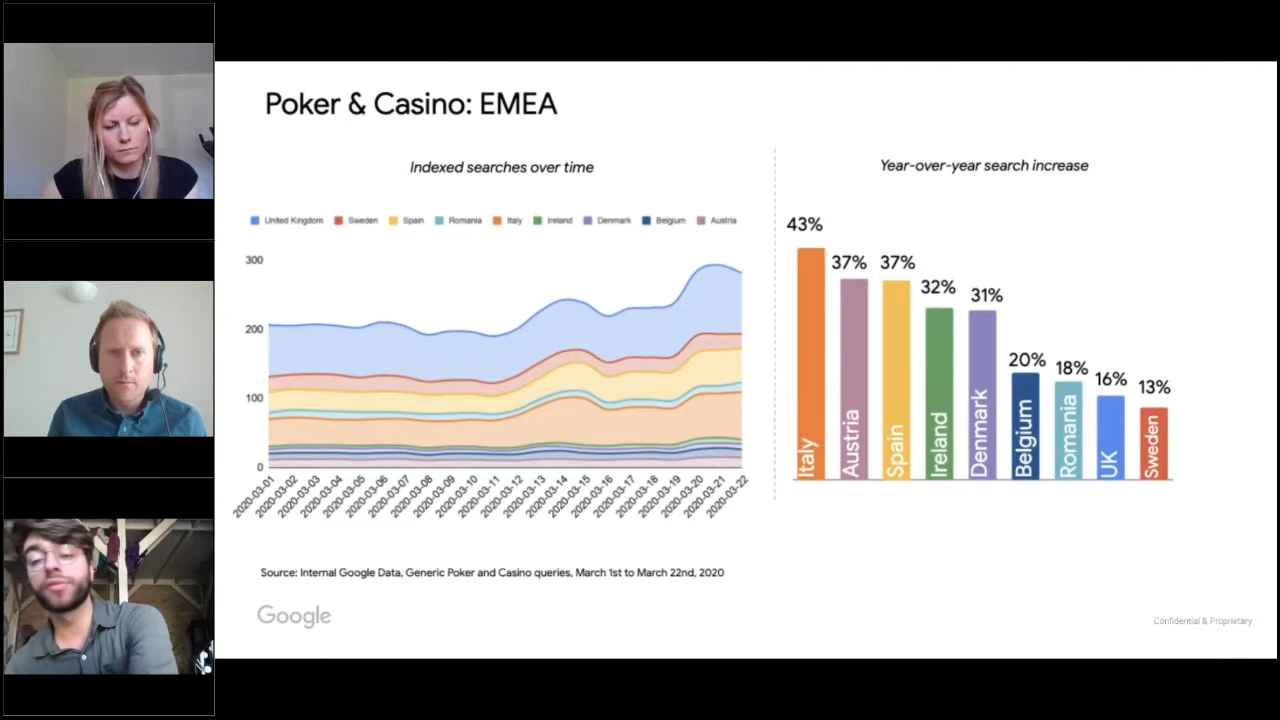 Poker & Casino: EMEA
Indexed searches over time
United Kingdom Sweden Spain Romania Italy Ireland Denmark Belgium Austria
300
200
100
0
2020-03-01 2020-03-02 2020-03-03 2020-03-04 2020-03-05 2020-03-06 2020-03-07 2020-03-08 2020-03-09 2020-03-10 2020-03-11 2020-03-12 2020-03-13 2020-03-14 2020-03-15 2020-03-16 2020-03-17 2020-03-18 2020-03-19 2020-03-20 2020-03-21 2020-03-22
Year-over-year search increase
43% 37% 37% 32% 31% 20% 18% 16% 13%
Italy Austria Spain Ireland Denmark Belgium Romania UK Sweden
Source: Internal Google Data, Generic Poker and Casino queries, March 1st to March 22nd, 2020
Google
Confidential & Proprietary